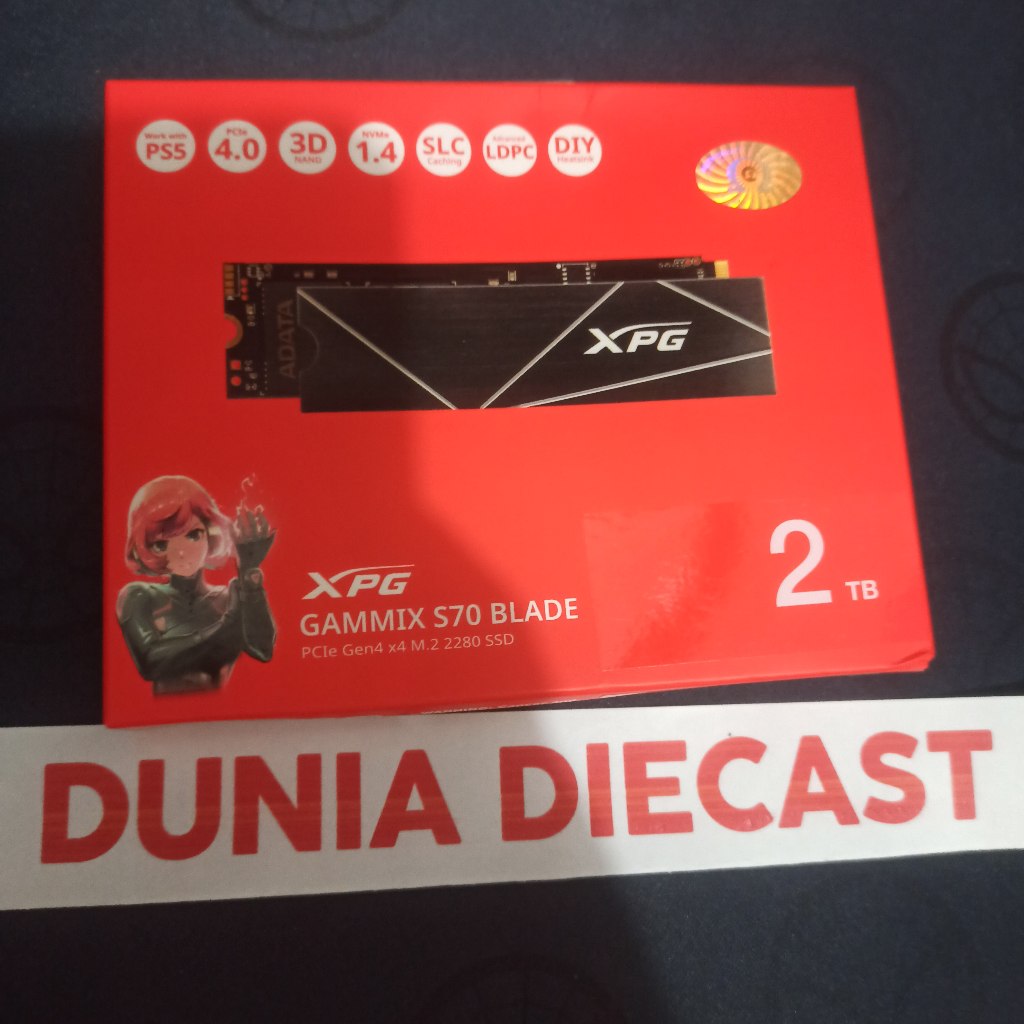 Work with PS5
PCIe 4.0
3D NAND
NVMe 1.4
SLC Caching
Advanced LDPC
DIY Heatsink
ADATA
XPG
XPG
GAMMIX S70 BLADE
PCIe Gen4 x4 M.2 2280 SSD
2 TB
DUNIA DIECAST